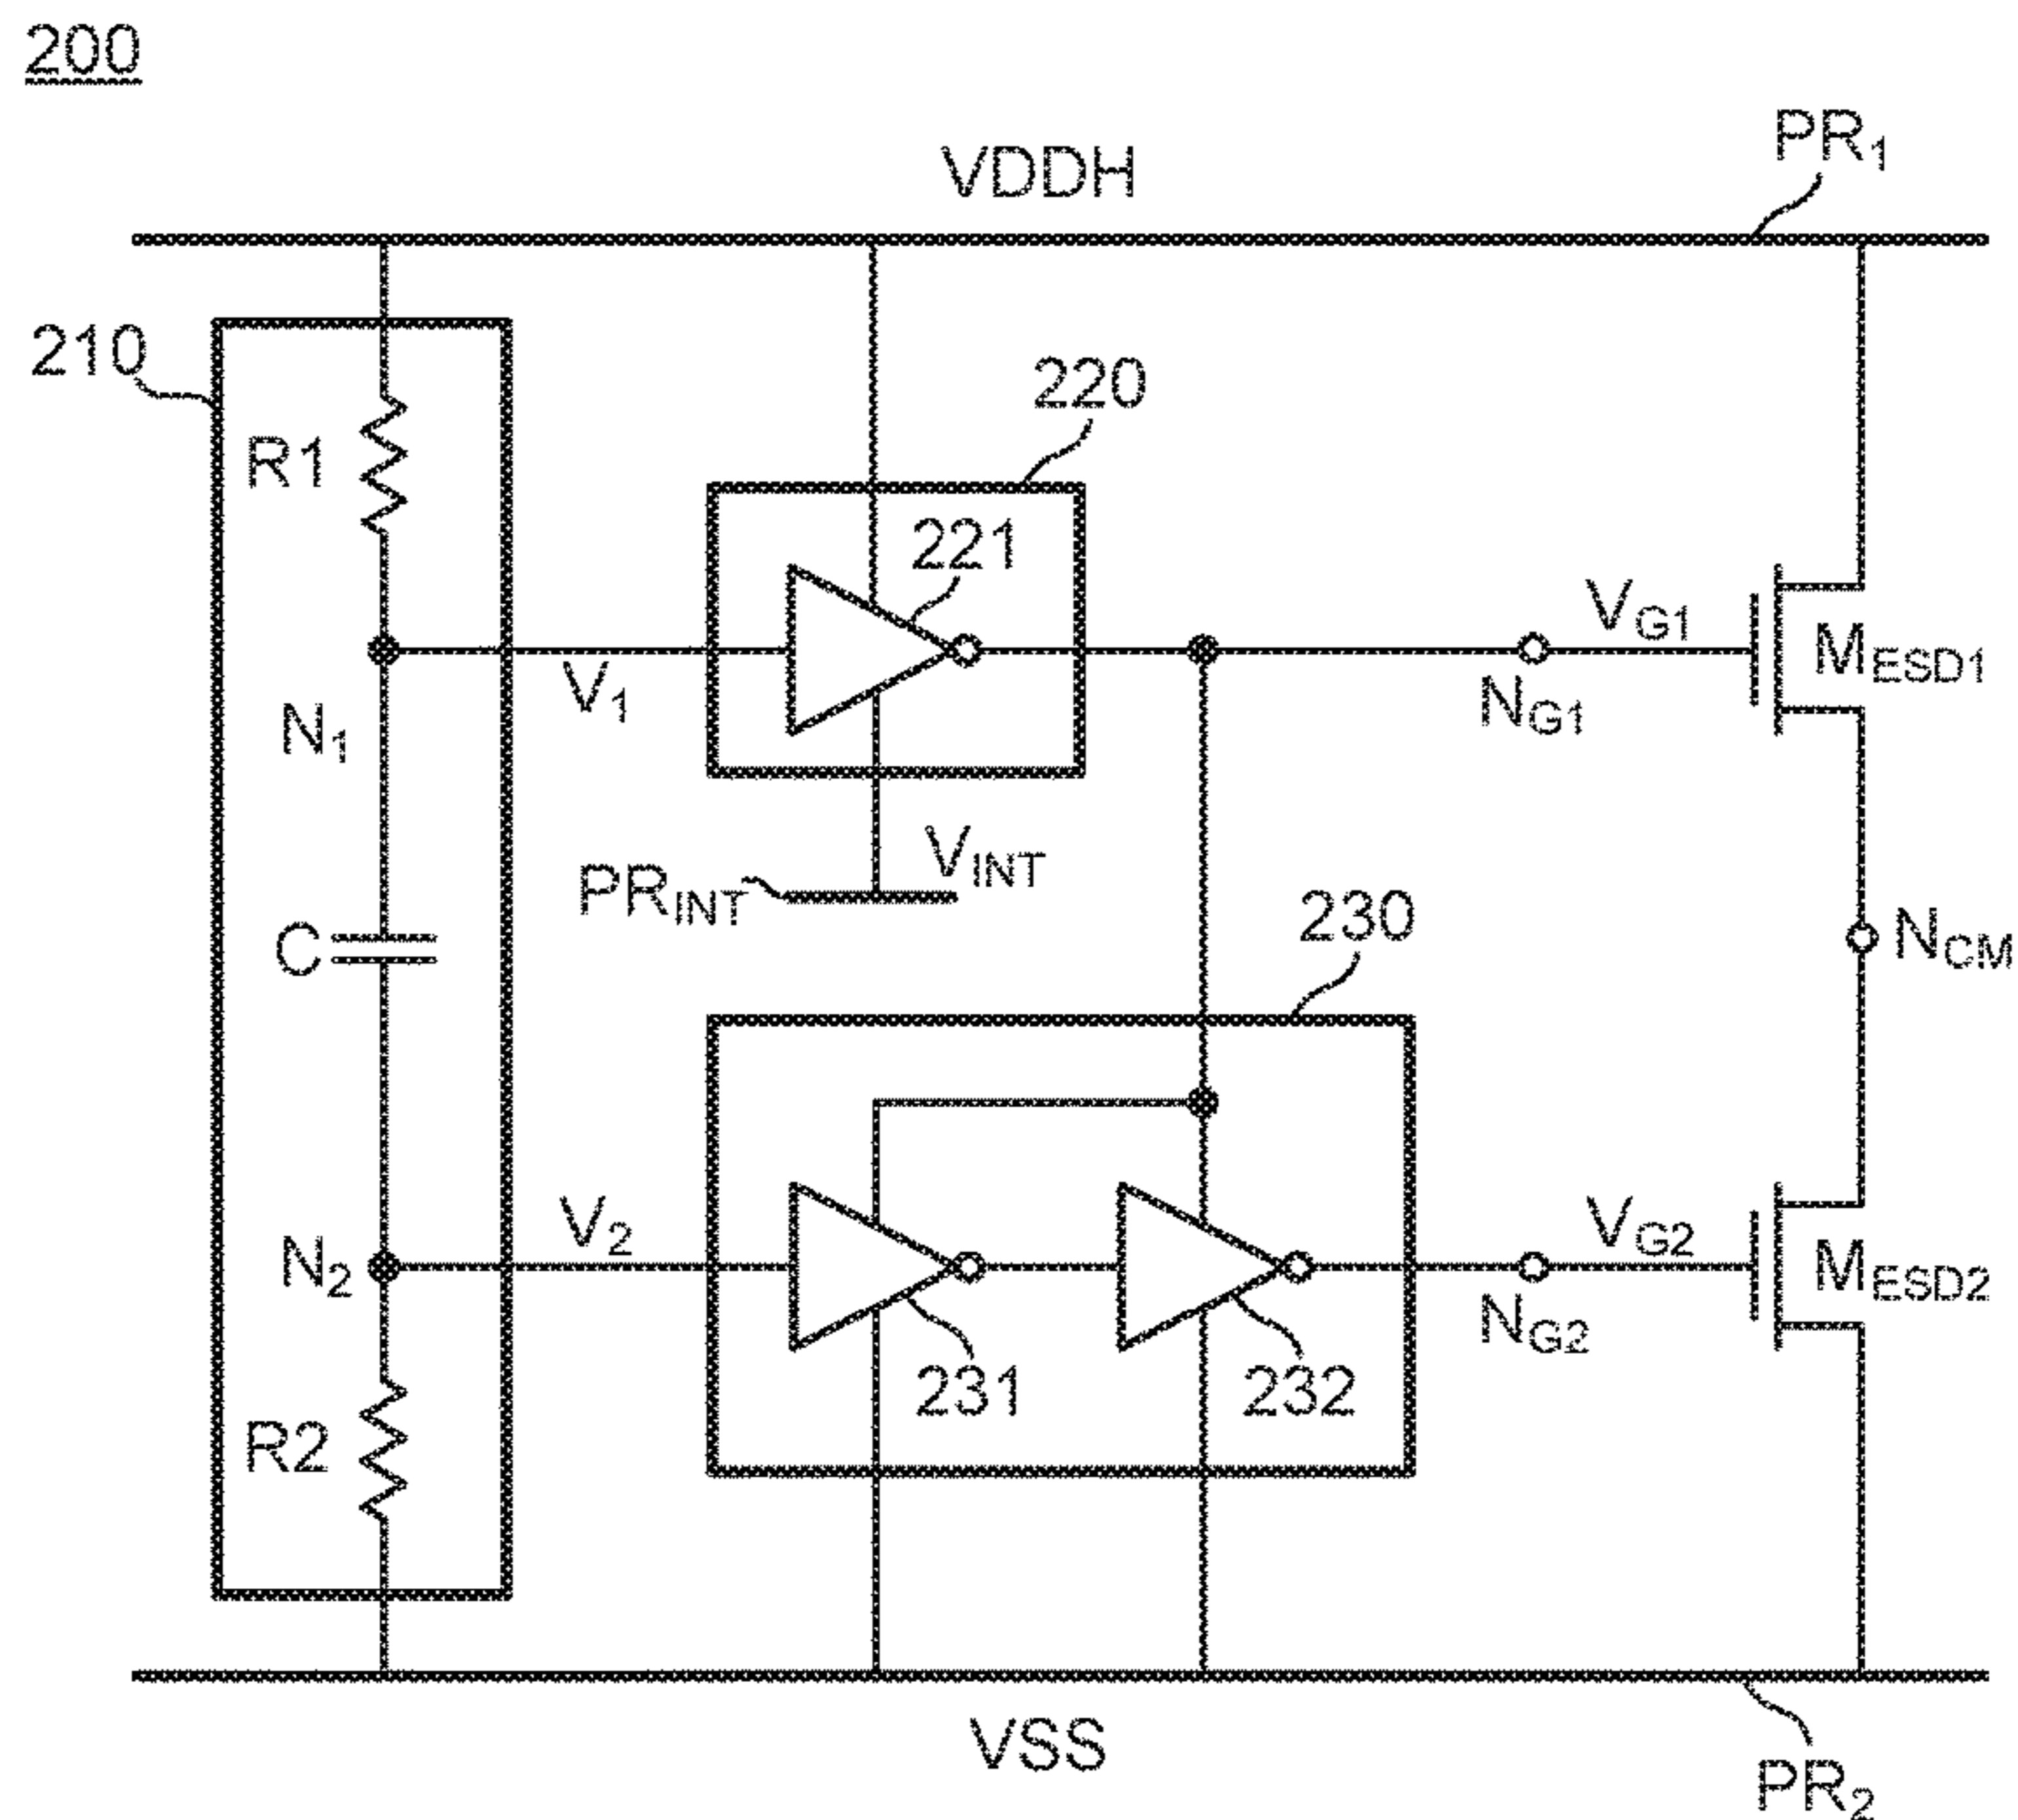 200
PR1
VDDH
210
220
R1
221
VG1
MESD1
V1
NG1
N1
VINT
PRINT
230
NCM
C
V2
VG2
N2
MESD2
NG2
231
232
R2
VSS
PR2